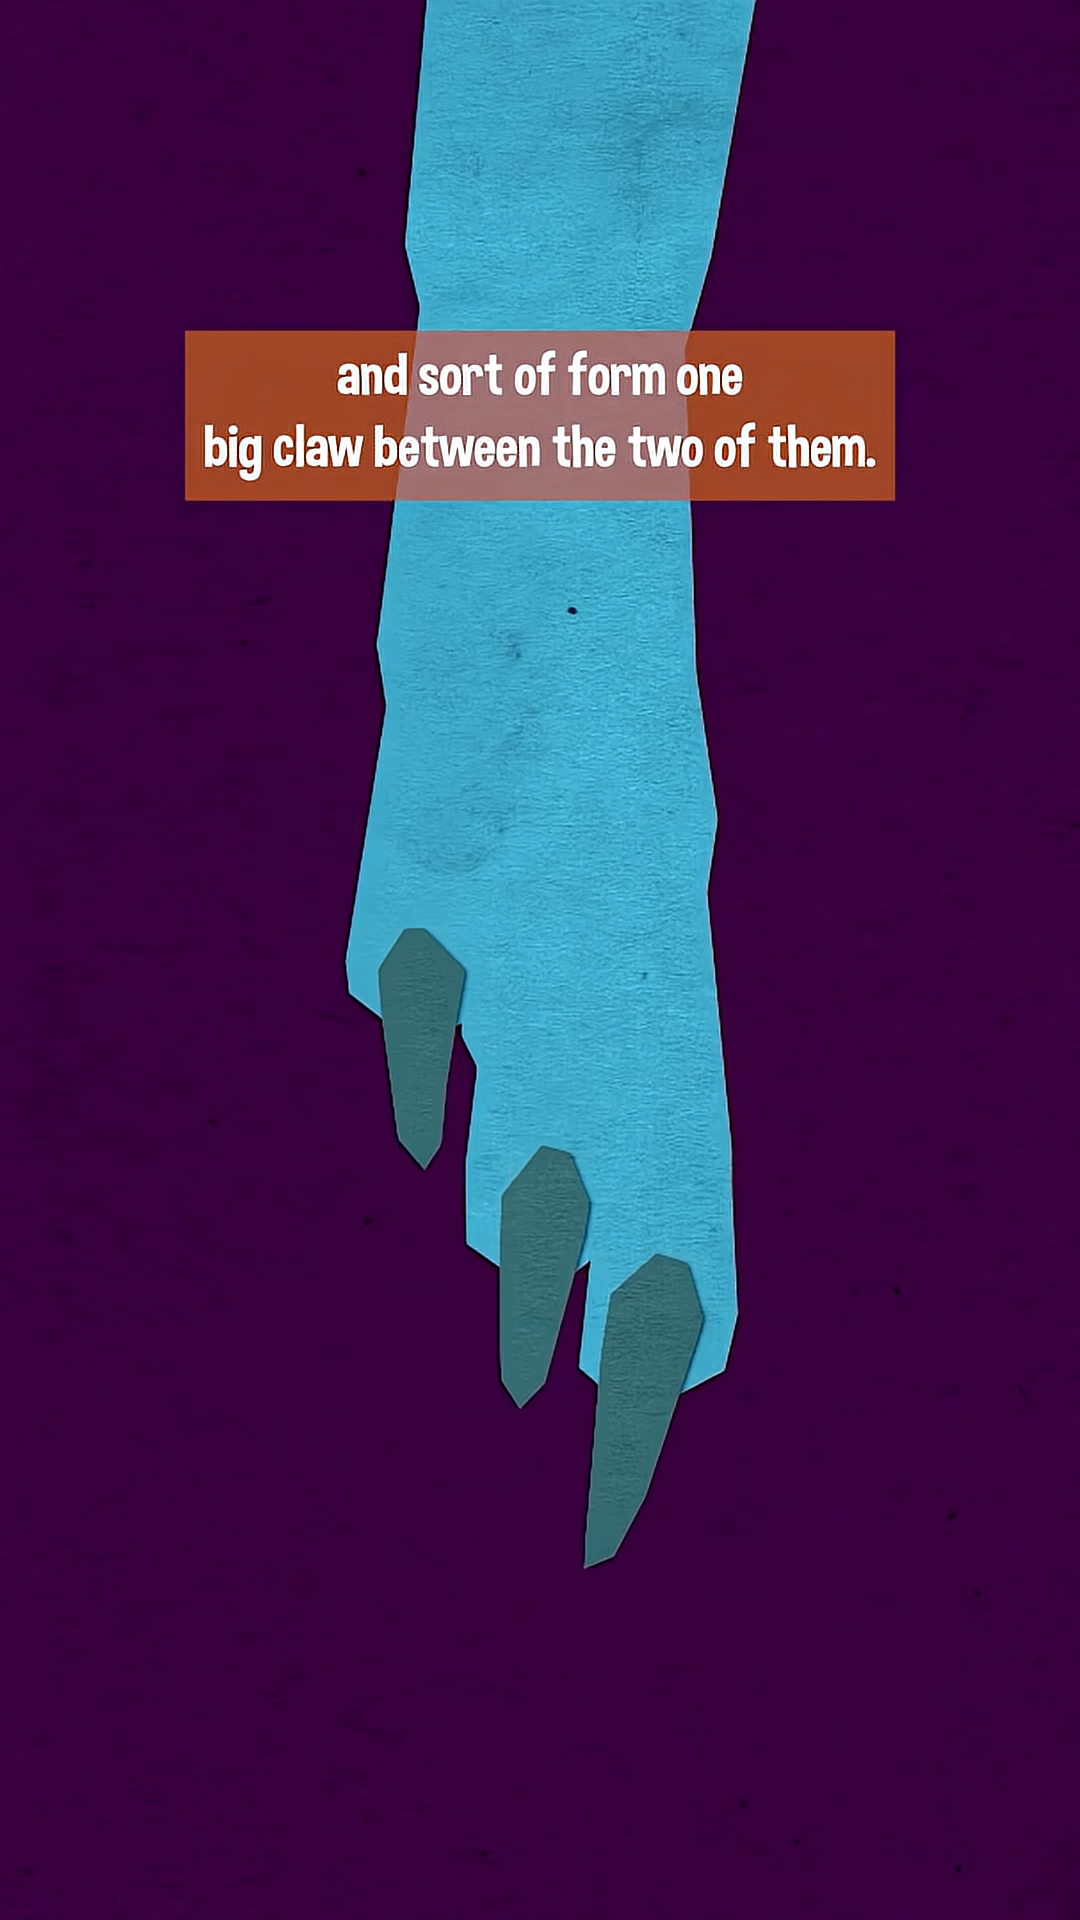 and sort of form one
big claw between the two of them.